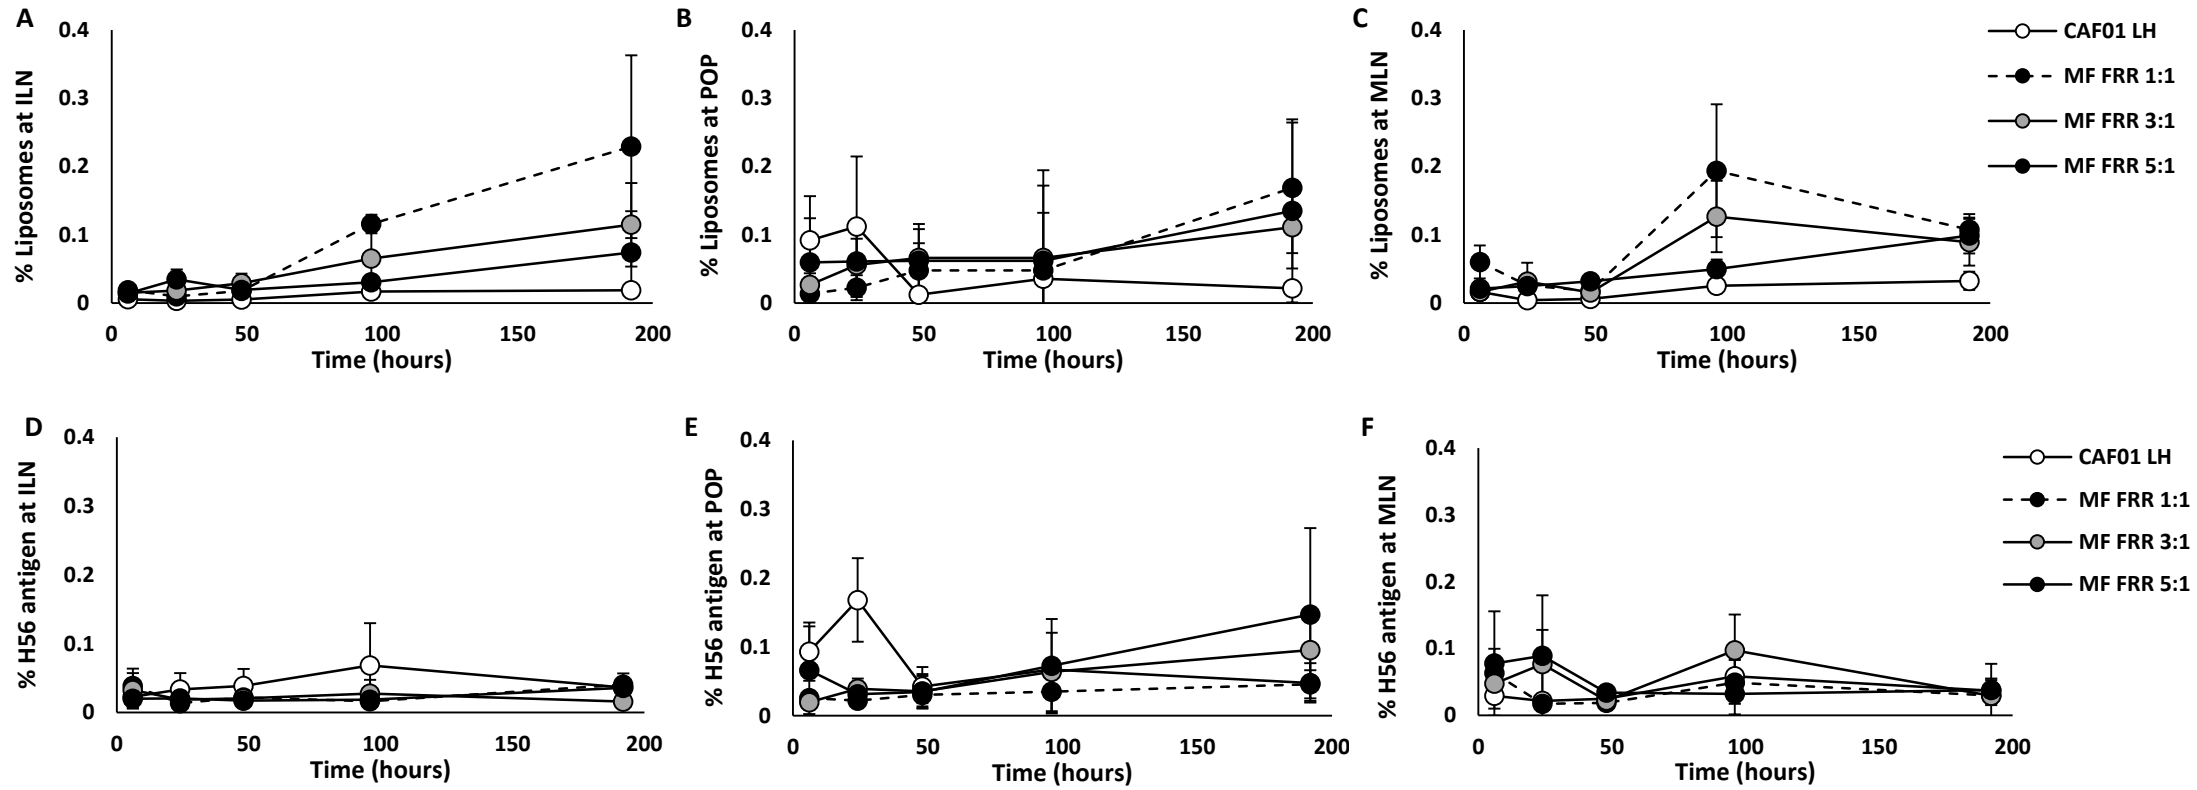 A
% Liposomes at ILN
0.4
0.3
0.2
0.1
0
0 50 100 150 200
Time (hours)
B
% Liposomes at POP
0.4
0.3
0.2
0.1
0
0 50 100 150 200
Time (hours)
C
% Liposomes at MLN
0.4
0.3
0.2
0.1
0
0 50 100 150 200
Time (hours)
CAF01 LH
MF FRR 1:1
MF FRR 3:1
MF FRR 5:1
D
% H56 antigen at ILN
0.4
0.3
0.2
0.1
0
0 50 100 150 200
Time (hours)
E
% H56 antigen at POP
0.4
0.3
0.2
0.1
0
0 50 100 150 200
Time (hours)
F
% H56 antigen at MLN
0.4
0.3
0.2
0.1
0
0 50 100 150 200
Time (hours)
CAF01 LH
MF FRR 1:1
MF FRR 3:1
MF FRR 5:1